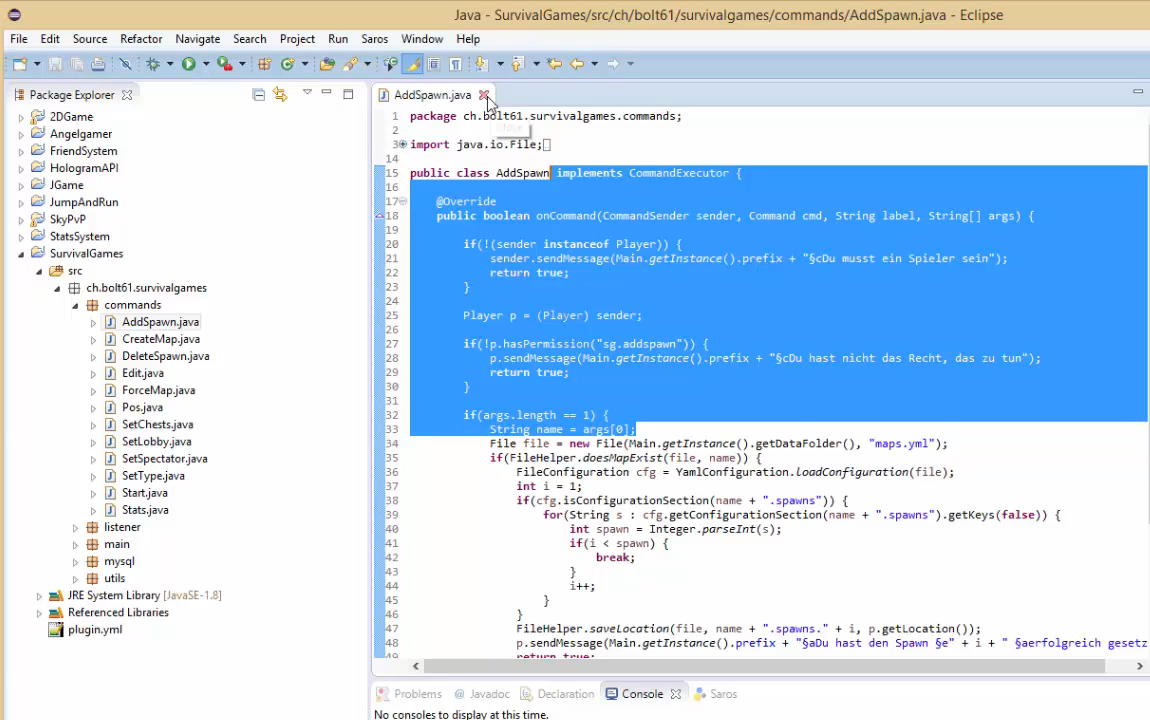 Java - SurvivalGames/src/ch/bolt61/survivalgames/commands/AddSpawn.java - Eclipse
File Edit Source Refactor Navigate Search Project Run Saros Window Help
Package Explorer
2DGame
Angelgamer
FriendSystem
HologramAPI
JGame
JumpAndRun
SkyPvP
StatsSystem
SurvivalGames
src
ch.bolt61.survivalgames
commands
AddSpawn.java
CreateMap.java
DeleteSpawn.java
Edit.java
ForceMap.java
Pos.java
SetChests.java
SetLobby.java
SetSpectator.java
SetType.java
Start.java
Stats.java
listener
main
mysql
utils
JRE System Library [JavaSE-1.8]
Referenced Libraries
plugin.yml
AddSpawn.java
1 package ch.bolt61.survivalgames.commands;
2
3 import java.io.File;
14
15 public class AddSpawn implements CommandExecutor {
16
17 @Override
18 public boolean onCommand(CommandSender sender, Command cmd, String label, String[] args) {
19
20 if(!(sender instanceof Player)) {
21 sender.sendMessage(Main.getInstance().prefix + "§cDu musst ein Spieler sein");
22 return true;
23 }
24
25 Player p = (Player) sender;
26
27 if(!p.hasPermission("sg.addspawn")) {
28 p.sendMessage(Main.getInstance().prefix + "§cDu hast nicht das Recht, das zu tun");
29 return true;
30 }
31
32 if(args.length == 1) {
33 String name = args[0];
34 File file = new File(Main.getInstance().getDataFolder(), "maps.yml");
35 if(FileHelper.doesMapExist(file, name)) {
36 FileConfiguration cfg = YamlConfiguration.loadConfiguration(file);
37 int i = 1;
38 if(cfg.isConfigurationSection(name + ".spawns")) {
39 for(String s : cfg.getConfigurationSection(name + ".spawns").getKeys(false)) {
40 int spawn = Integer.parseInt(s);
41 if(i < spawn) {
42 break;
43 }
44 i++;
45 }
46 }
47 FileHelper.saveLocation(file, name + ".spawns." + i, p.getLocation());
48 p.sendMessage(Main.getInstance().prefix + "§aDu hast den Spawn §e" + i + " §aerfolgreich gesetz
49 return true;
Problems Javadoc Declaration Console Saros
No consoles to display at this time.